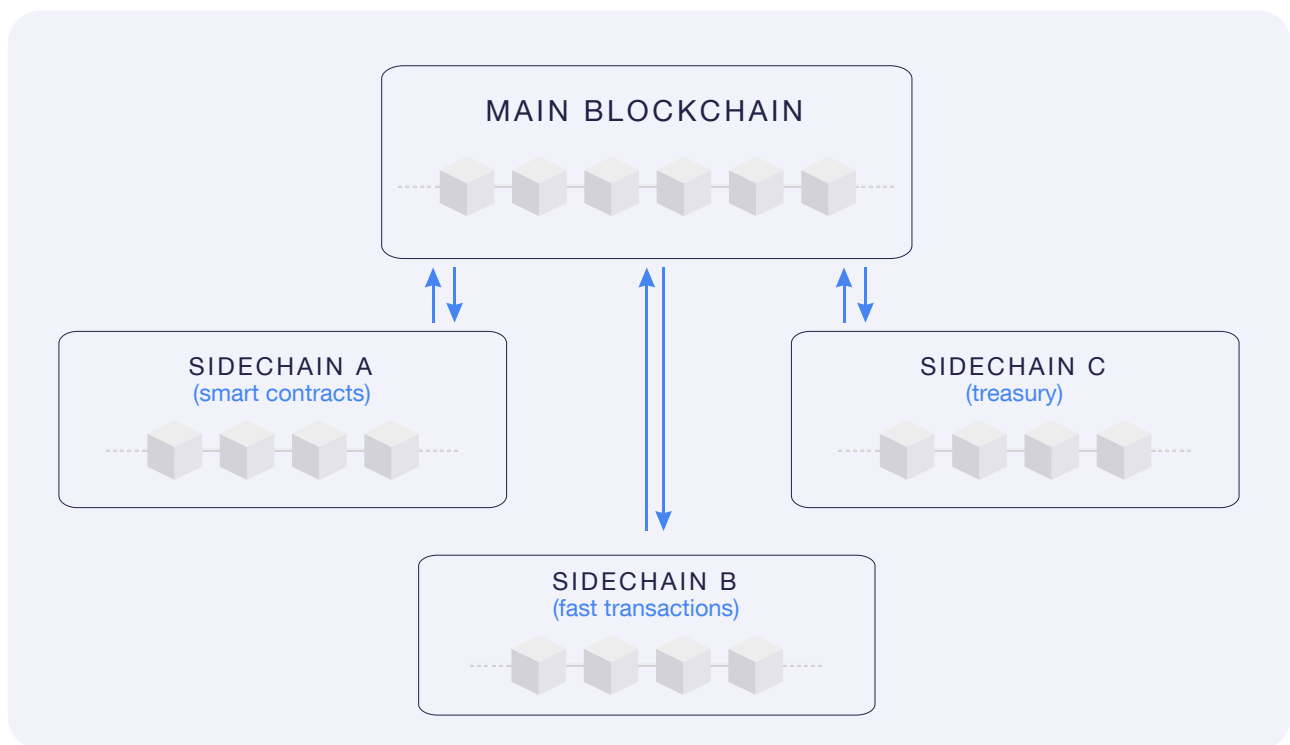 MAIN BLOCKCHAIN
SIDECHAIN A
(smart contracts)
SIDECHAIN C
(treasury)
SIDECHAIN B
(fast transactions)